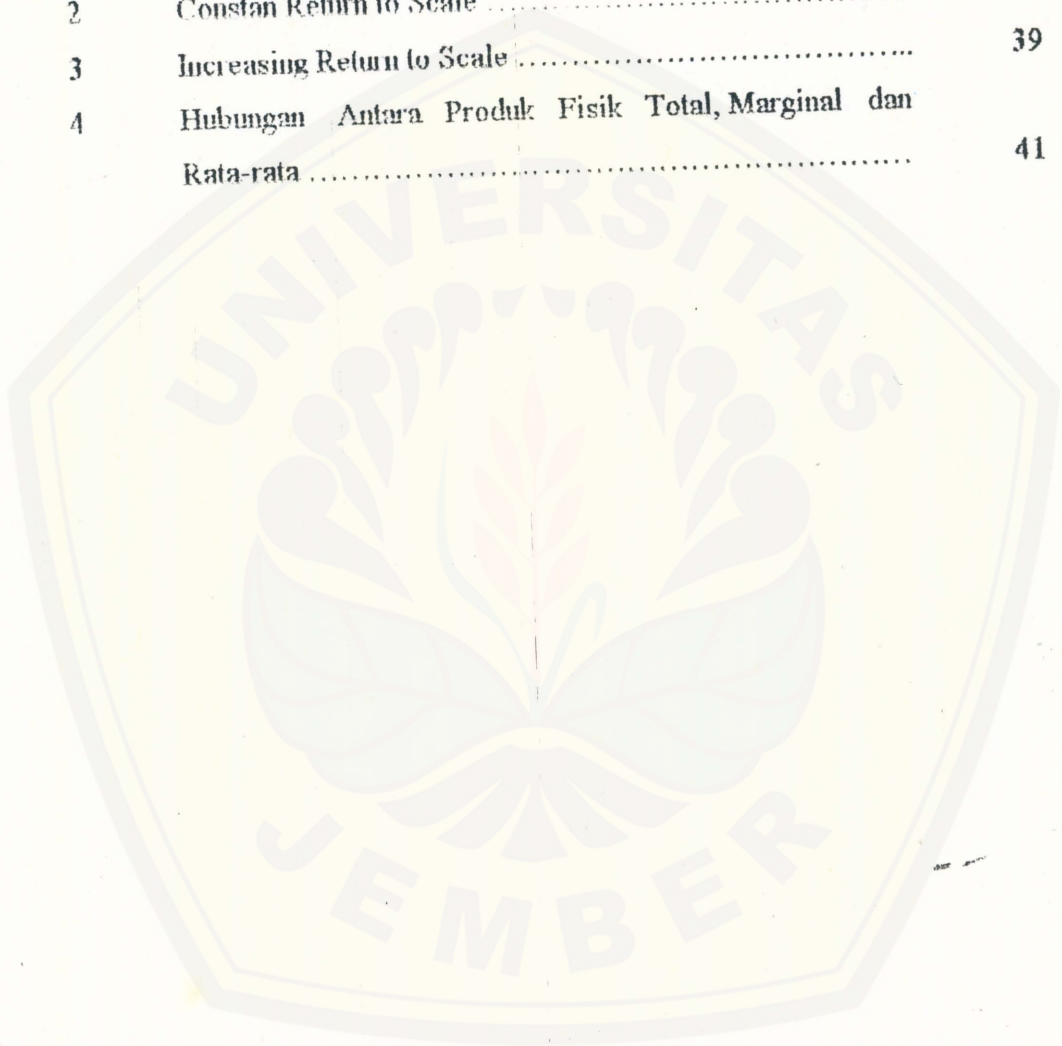 2 Constan Return to Scale ......................................
3 Increasing Return to Scale ...................................... 39
4 Hubungan Antara Produk Fisik Total, Marginal dan
Rata-rata ............................................................ 41
UNIVERSITAS
JEMBER